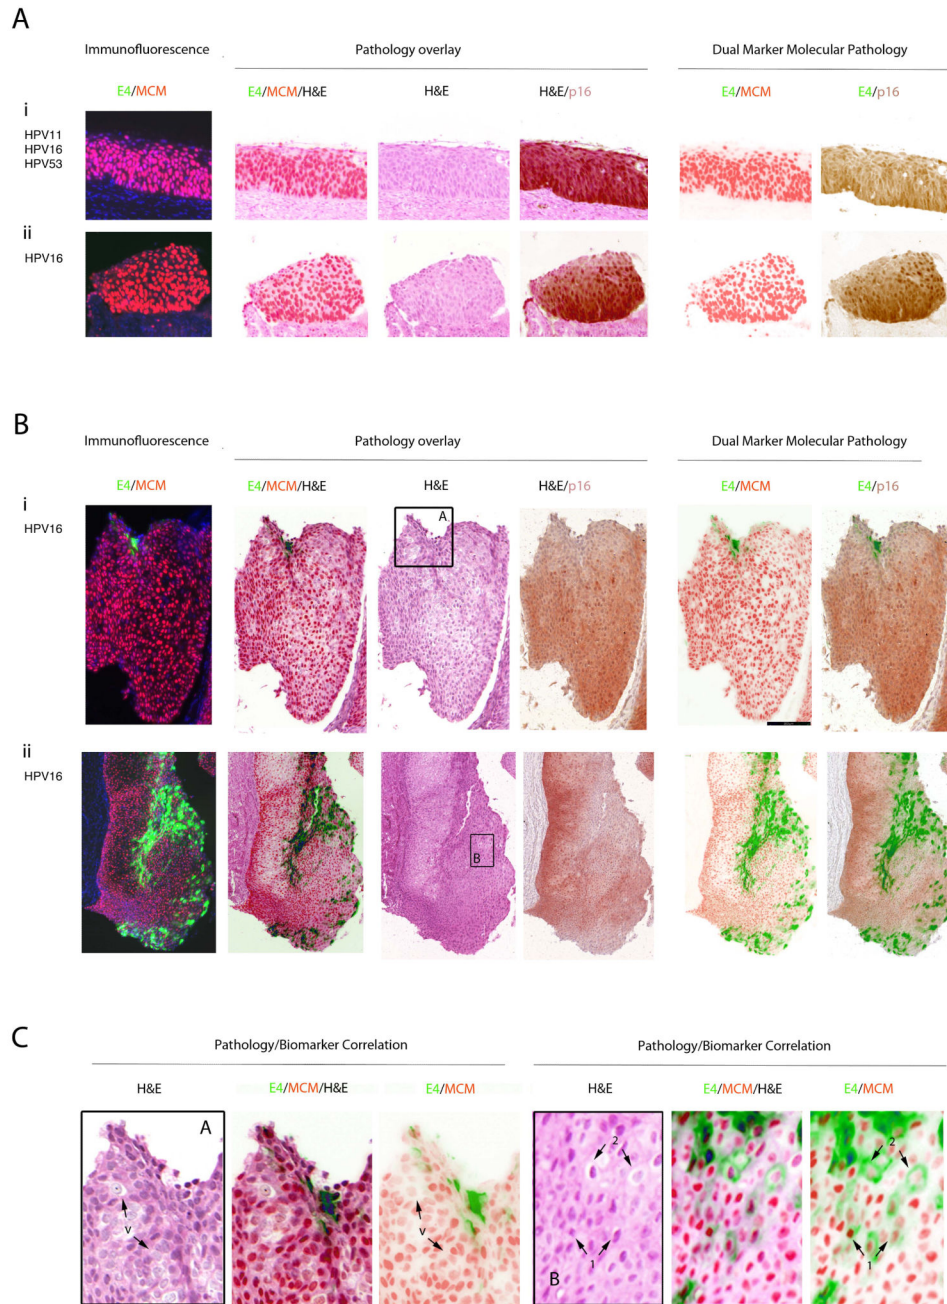 A
Immunofluorescence
Pathology overlay
Dual Marker Molecular Pathology
E4/MCM
E4/MCM/H&E
H&E
H&E/p16
E4/MCM
E4/p16
i
HPV11
HPV16
HPV53
ii
HPV16
B
Immunofluorescence
Pathology overlay
Dual Marker Molecular Pathology
E4/MCM
E4/MCM/H&E
H&E
H&E/p16
E4/MCM
E4/p16
i
HPV16
A
ii
HPV16
B
C
Pathology/Biomarker Correlation
Pathology/Biomarker Correlation
H&E
E4/MCM/H&E
E4/MCM
H&E
E4/MCM/H&E
E4/MCM
A
2
2
v
v
1
1
B